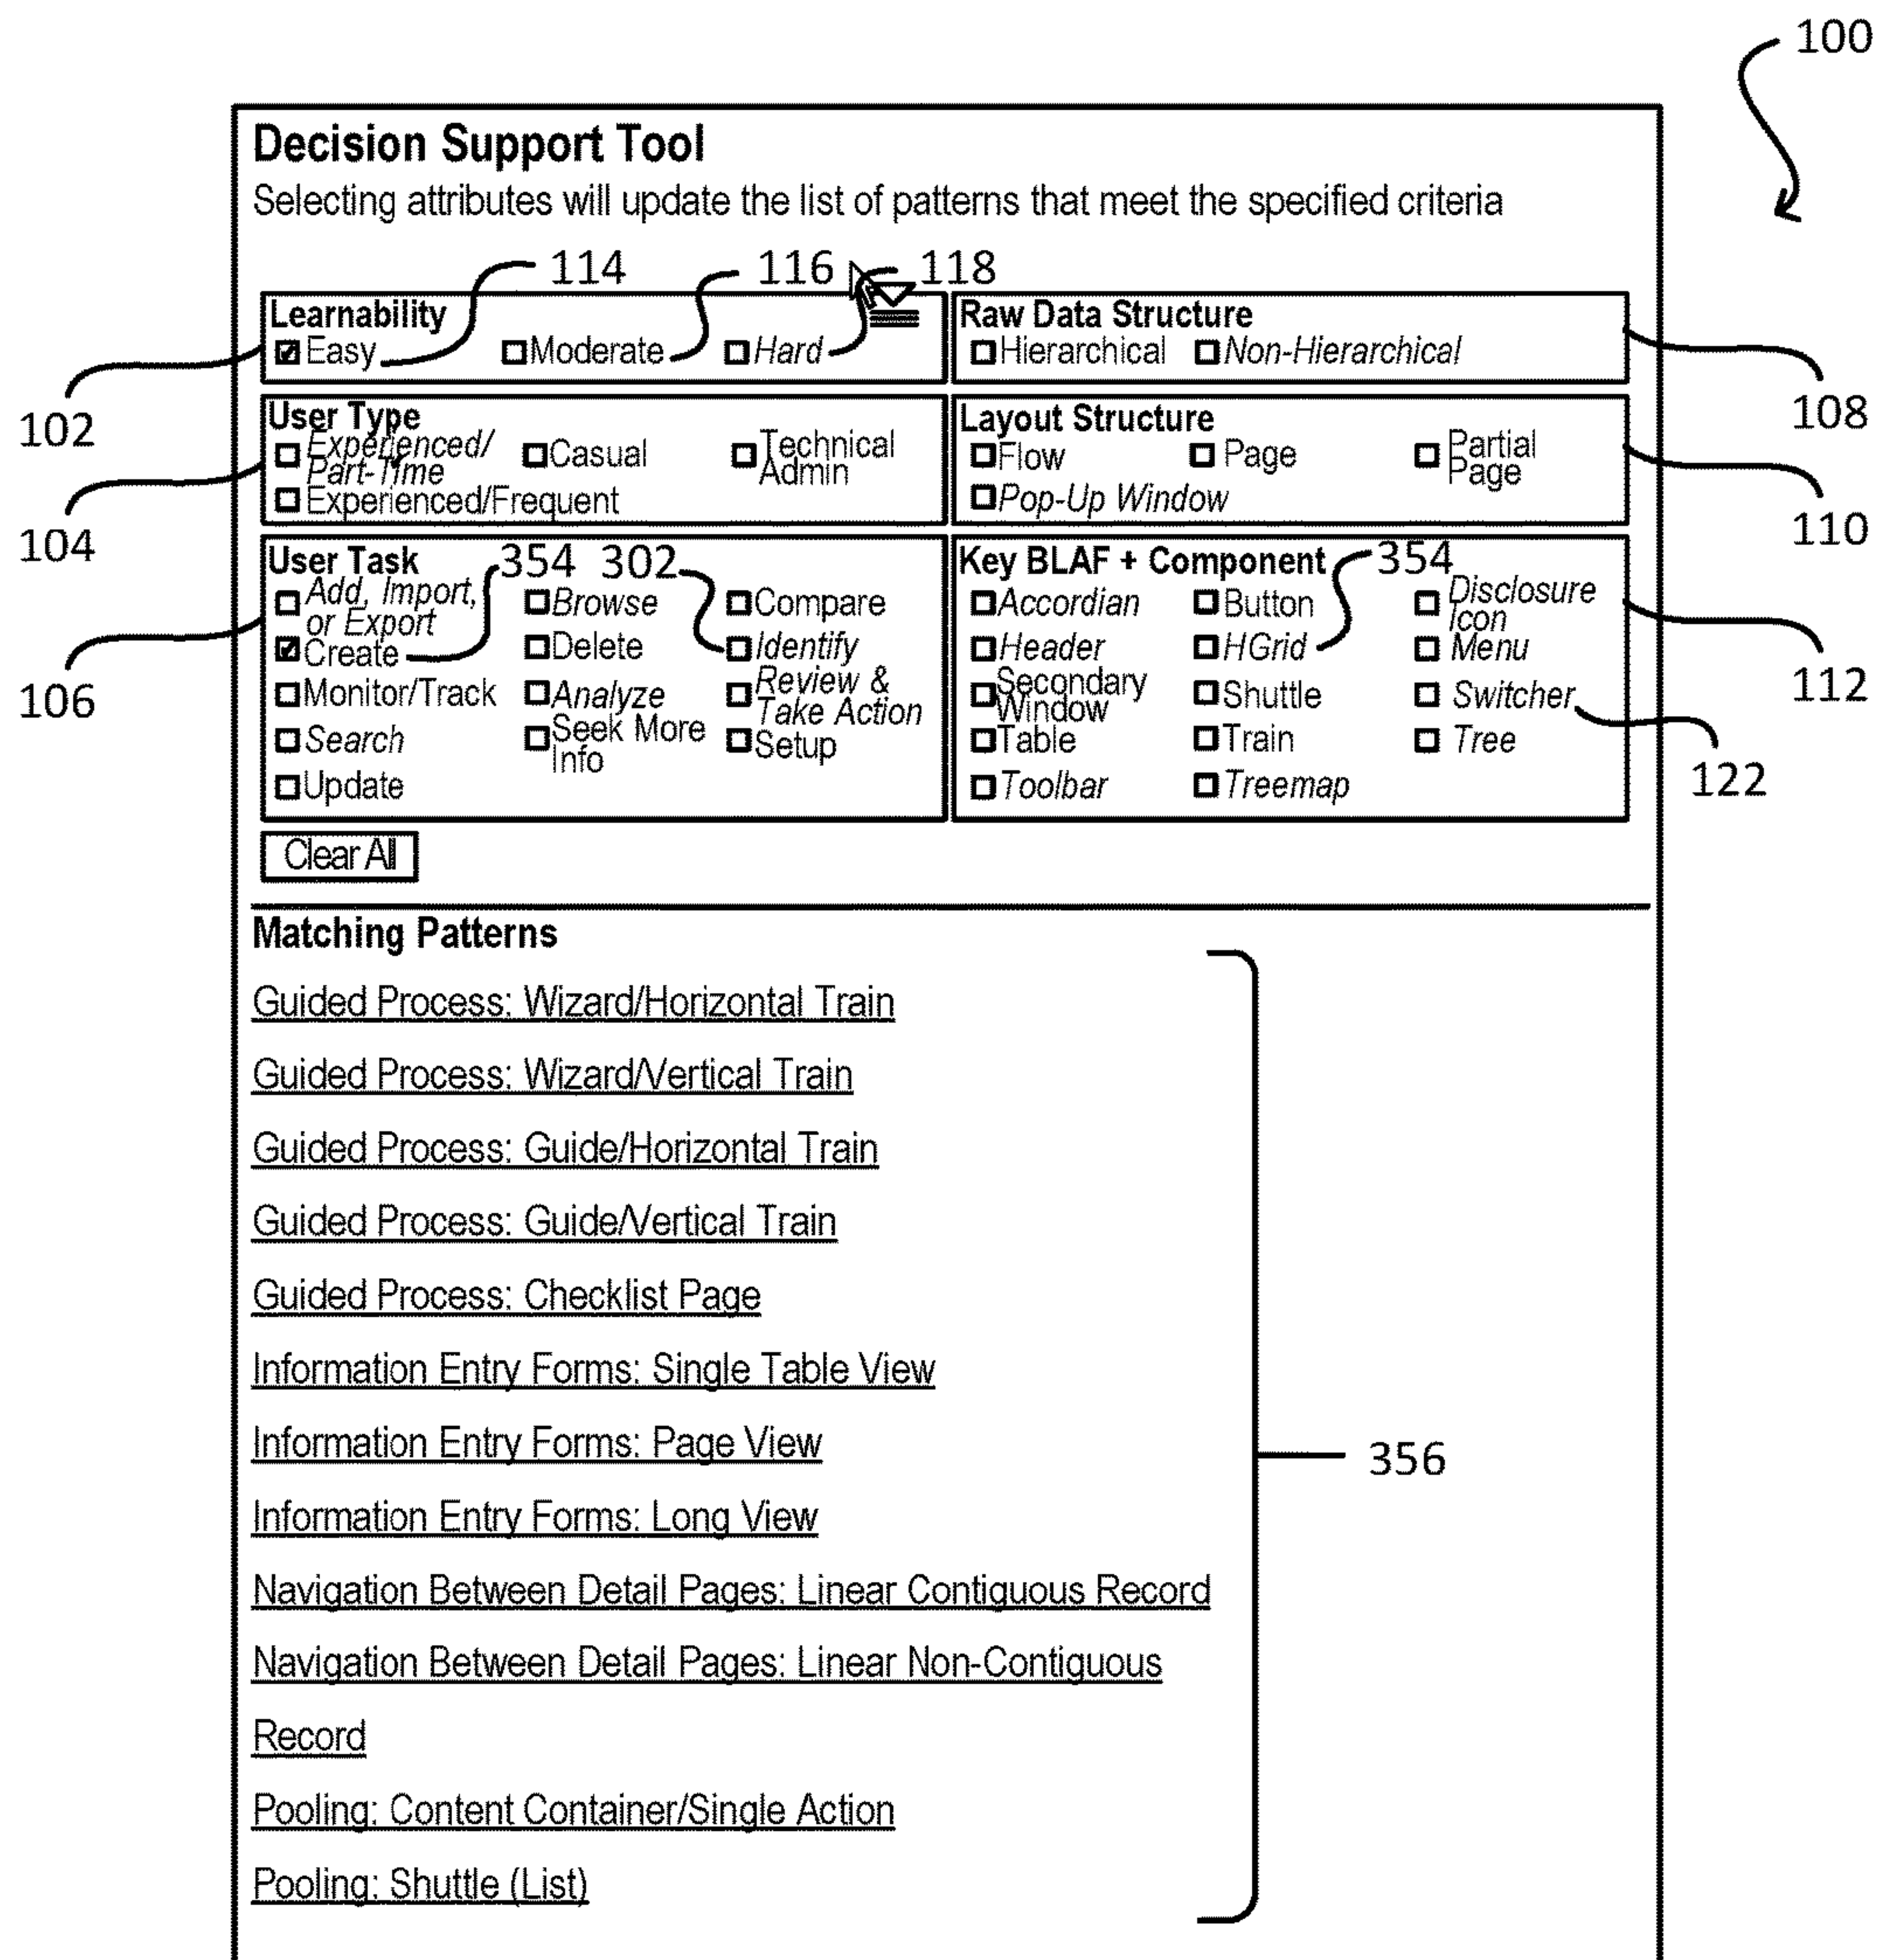 100
Decision Support Tool
Selecting attributes will update the list of patterns that meet the specified criteria
114 116 118
Learnability
Easy Moderate Hard
Raw Data Structure
Hierarchical Non-Hierarchical
102
108
User Type
Experienced/
Part-Time
Casual
Technical
Admin
Experienced/Frequent
Layout Structure
Flow Page
Partial
Page
Pop-Up Window
104
110
User Task 354 302
Add, Import,
or Export
Browse Compare
Create Delete Identify
Monitor/Track Analyze
Review &
Take Action
Search
Seek More
Info
Setup
Update
Key BLAF + Component 354
Accordian Button
Disclosure
Icon
Header HGrid Menu
Secondary
Window
Shuttle Switcher
Table Train Tree
Toolbar Treemap
106
112
122
Clear All
Matching Patterns
Guided Process: Wizard/Horizontal Train
Guided Process: Wizard/Vertical Train
Guided Process: Guide/Horizontal Train
Guided Process: Guide/Vertical Train
Guided Process: Checklist Page
Information Entry Forms: Single Table View
Information Entry Forms: Page View
356
Information Entry Forms: Long View
Navigation Between Detail Pages: Linear Contiguous Record
Navigation Between Detail Pages: Linear Non-Contiguous
Record
Pooling: Content Container/Single Action
Pooling: Shuttle (List)